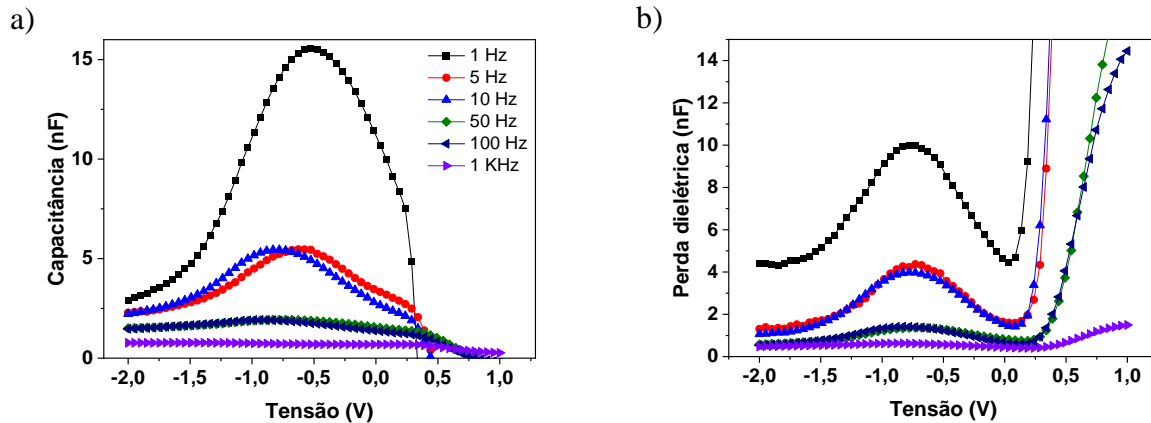 a)
Capacitância (nF)
15
10
5
0
1 Hz
5 Hz
10 Hz
50 Hz
100 Hz
1 KHz
-2,0 -1,5 -1,0 -0,5 0,0 0,5 1,0
Tensão (V)
b)
Perda dielétrica (nF)
14
12
10
8
6
4
2
0
-2,0 -1,5 -1,0 -0,5 0,0 0,5 1,0
Tensão (V)